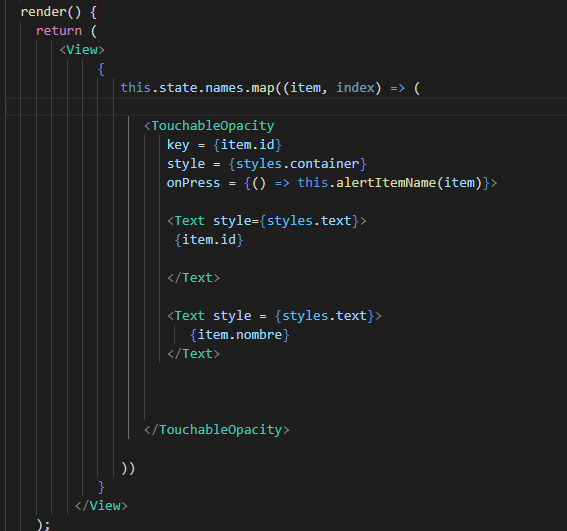 render() {
return (
<View>
{
this.state.names.map((item, index) => (
<TouchableOpacity
key = {item.id}
style = {styles.container}
onPress = {() => this.alertItemName(item)}>
<Text style={styles.text}>
{item.id}
</Text>
<Text style = {styles.text}>
{item.nombre}
</Text>
</TouchableOpacity>
))
}
</View>
);